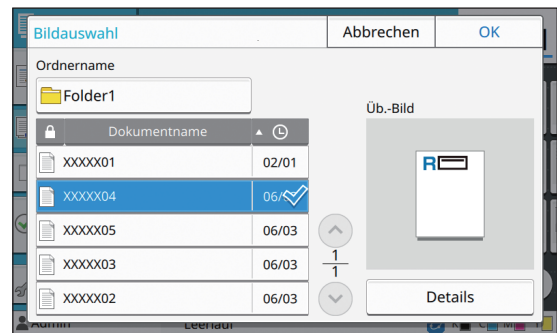 Bildauswahl
Abbrechen
OK
Ordnername
Folder1
Üb.-Bild
Dokumentname
XXXXX01 02/01
XXXXX04 06/
XXXXX05 06/03
XXXXX03 06/03
XXXXX02 06/03
R
1
1
Details
Admin Leerlauf K C M